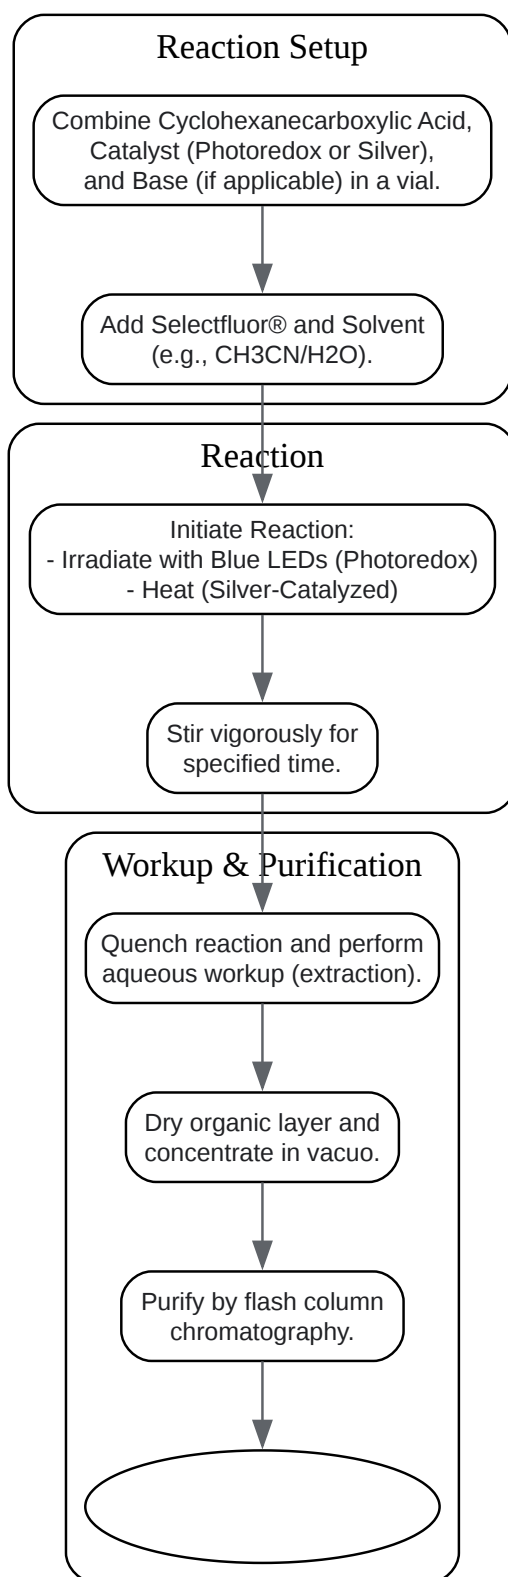 Reaction Setup
Combine Cyclohexanecarboxylic Acid,
Catalyst (Photoredox or Silver),
and Base (if applicable) in a vial.
Add Selectfluor® and Solvent
(e.g., CH3CN/H2O).
Reaction
Initiate Reaction:
- Irradiate with Blue LEDs (Photoredox)
- Heat (Silver-Catalyzed)
Stir vigorously for
specified time.
Workup & Purification
Quench reaction and perform
aqueous workup (extraction).
Dry organic layer and
concentrate in vacuo.
Purify by flash column
chromatography.